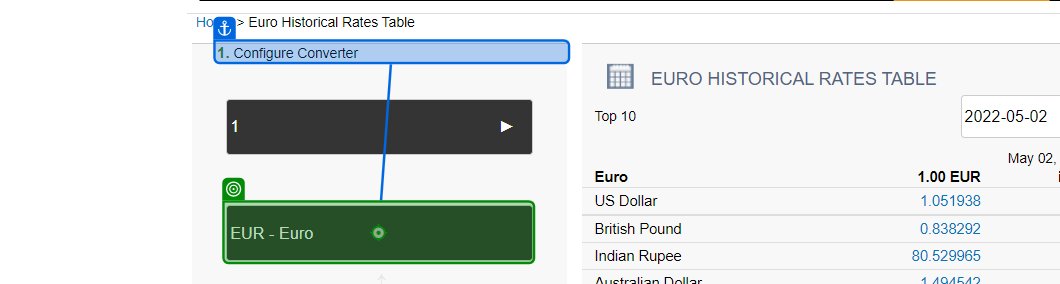 Ho > Euro Historical Rates Table
1. Configure Converter
1
EUR - Euro
EURO HISTORICAL RATES TABLE
Top 10
2022-05-02
May 02,
Euro 1.00 EUR
US Dollar 1.051938
British Pound 0.838292
Indian Rupee 80.529965
Australian Dollar 1.494542